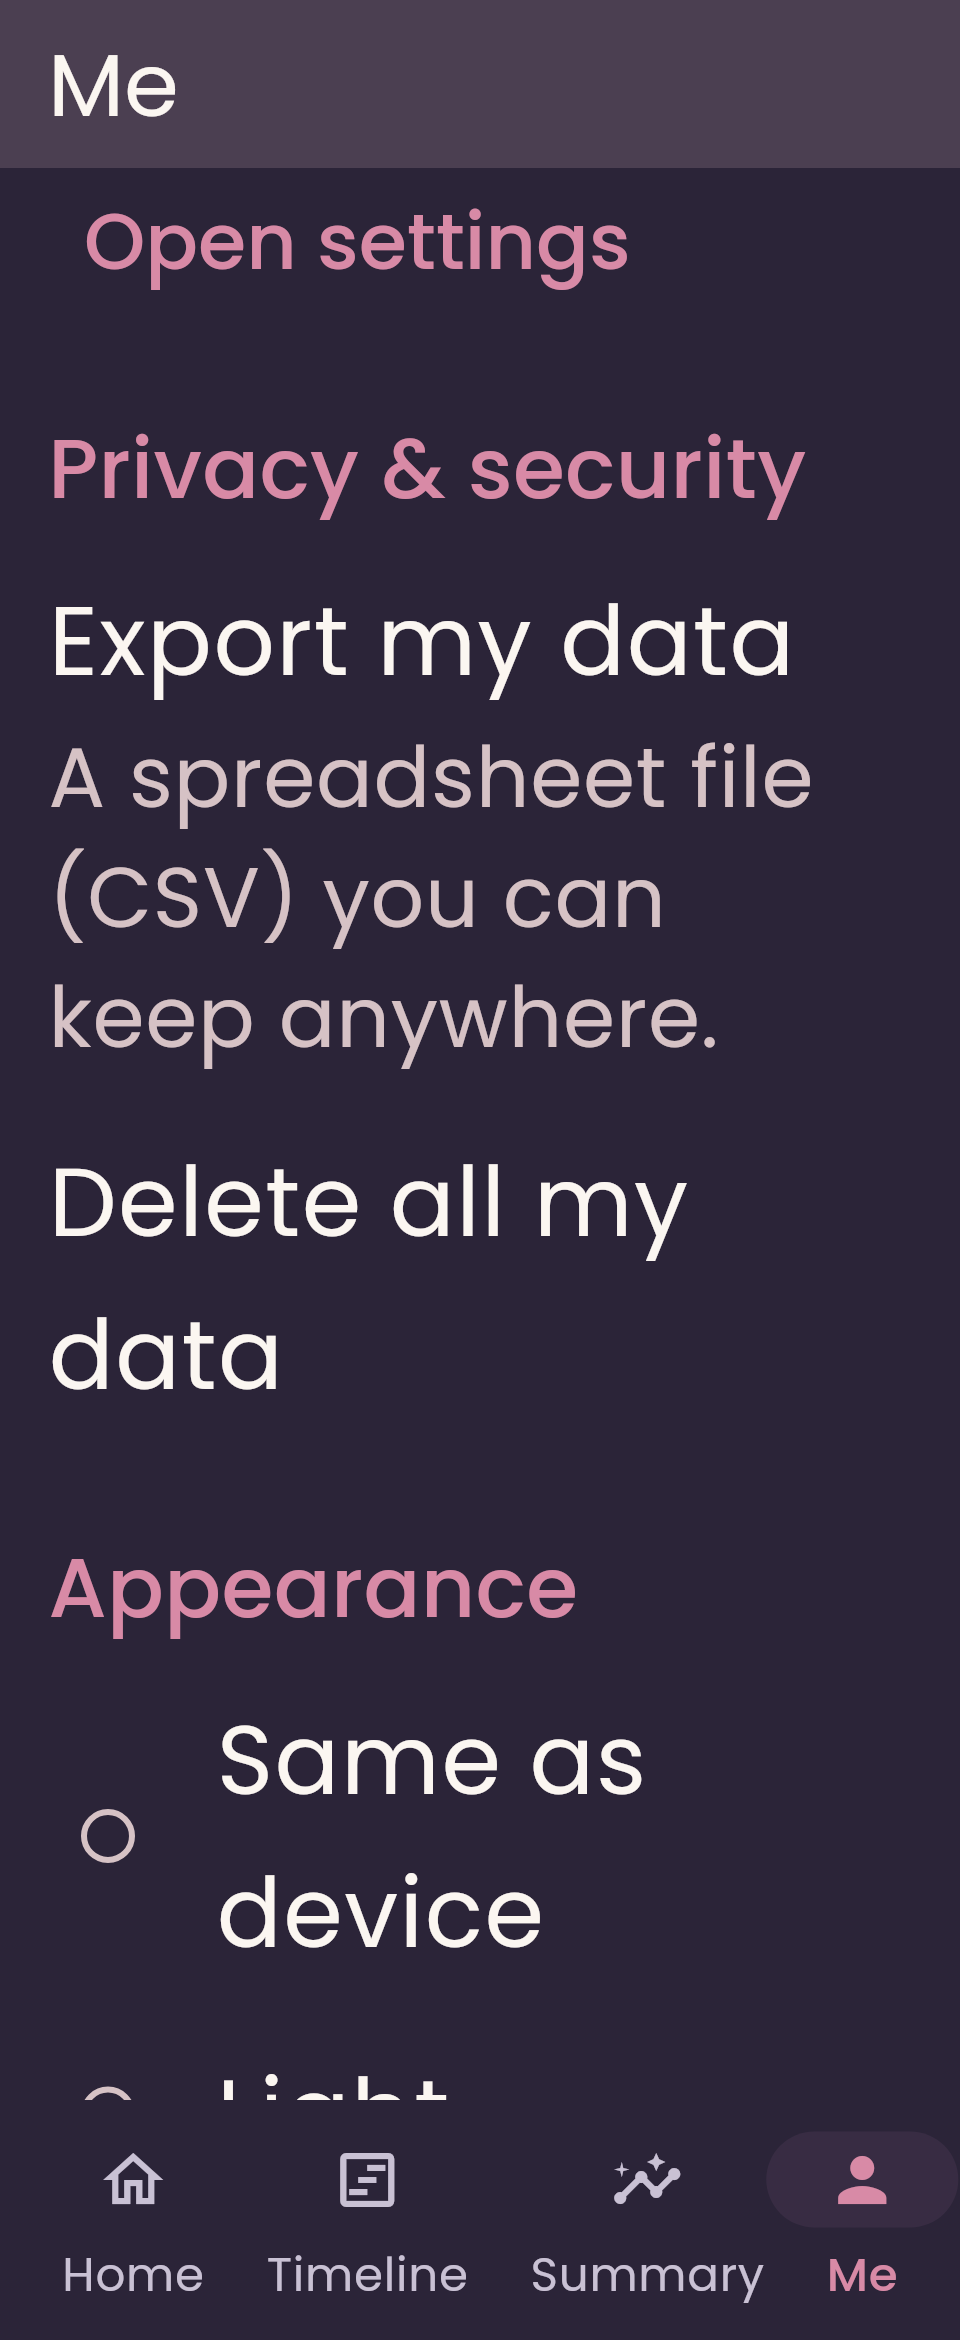 Me
Open settings
Privacy & security
Export my data
A spreadsheet file
(CSV) you can
keep anywhere.
Delete all my
data
Appearance
Same as
device
Light
Home
Timeline
Summary
Me